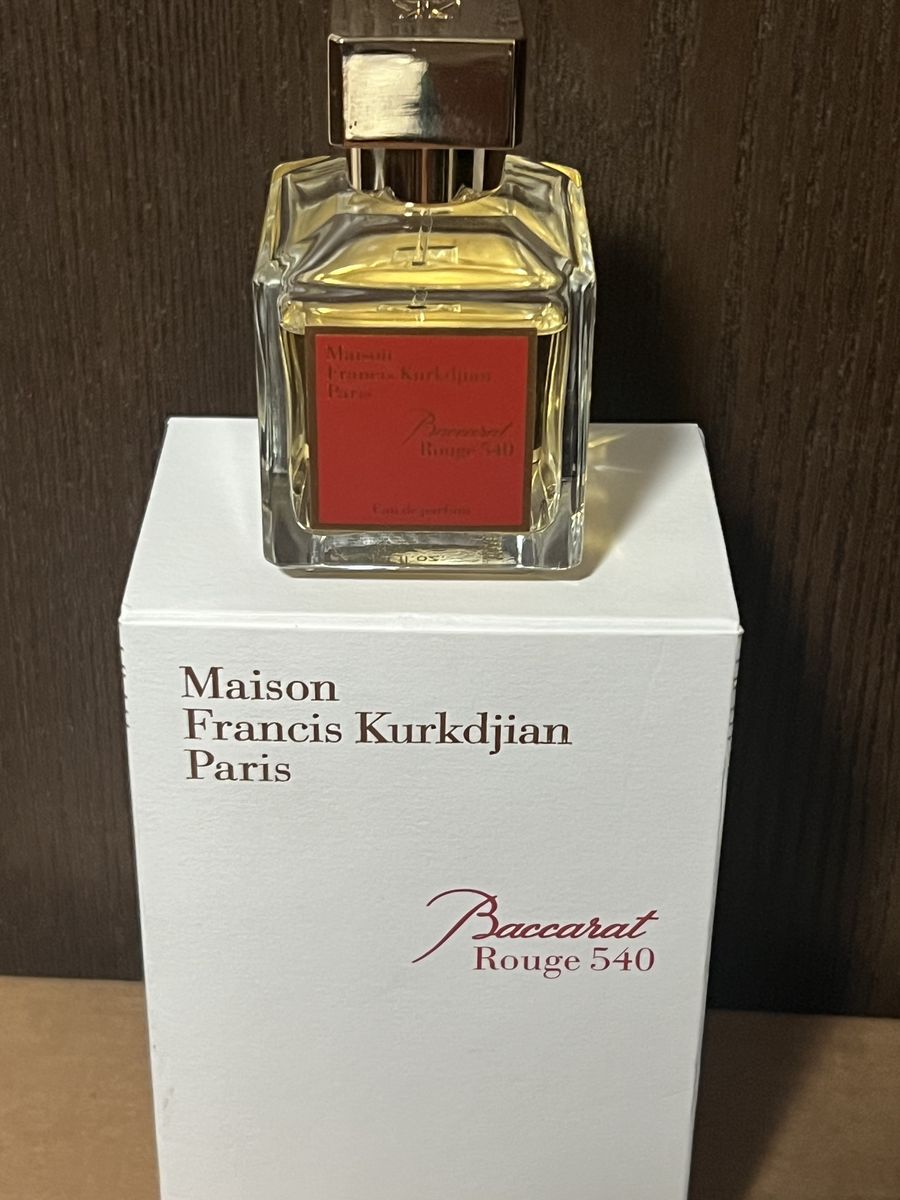 Maison
Francis Kurkdjian
Paris
Baccarat
Rouge 540
Eau de parfum
Maison
Francis Kurkdjian
Paris
Baccarat
Rouge 540